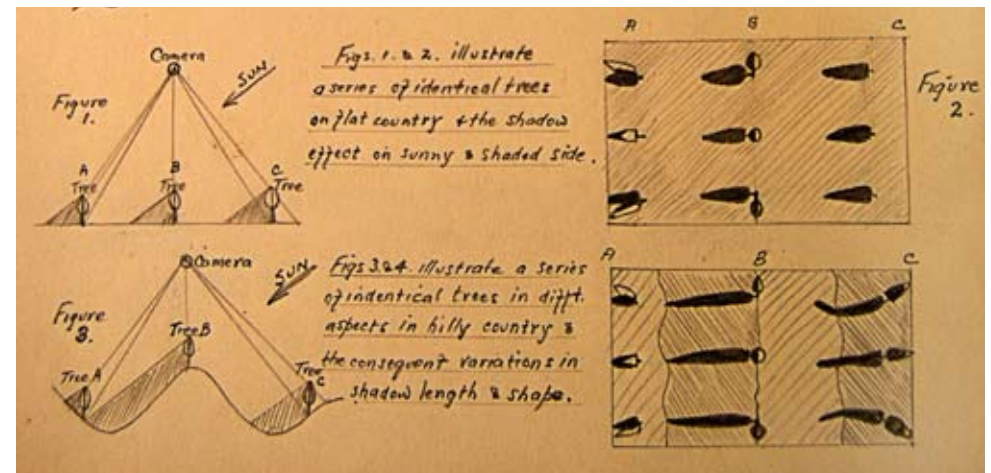 Camera
SUN
Figure
1.
A
Tree
B
Tree
C
Tree
Figs. 1. & 2. illustrate
a series of identical trees
on flat country & the shadow
effect on sunny & shaded side.
A B C
Figure
2.
Camera
SUN
Figure
3.
Tree A
Tree B
Tree
C
Figs 3.&4. illustrate a series
of indentical trees in difft.
aspects in hilly country &
the consequent variations in
shadow length & shape.
A B C